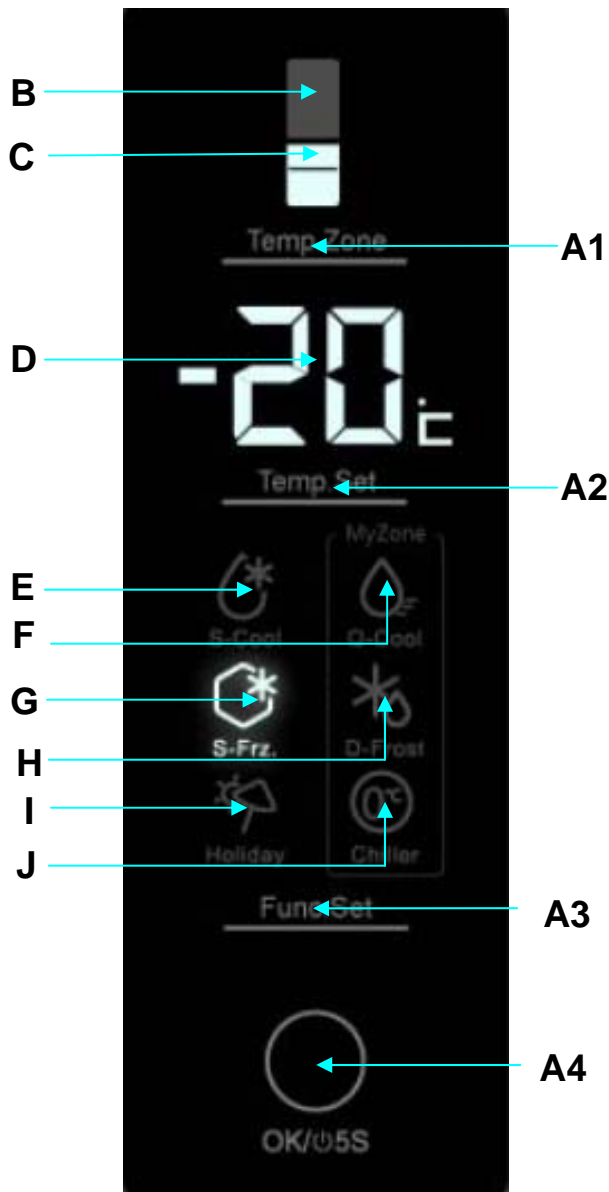 B
C
Temp.Zone A1
D -20 °C
Temp.Set A2
MyZone
E
S-Cool Q-Cool
F
G
S-Frz. D-Frost
H
I
Holiday Chiller
0°C
J
Func.Set A3
A4
OK/⏻5S